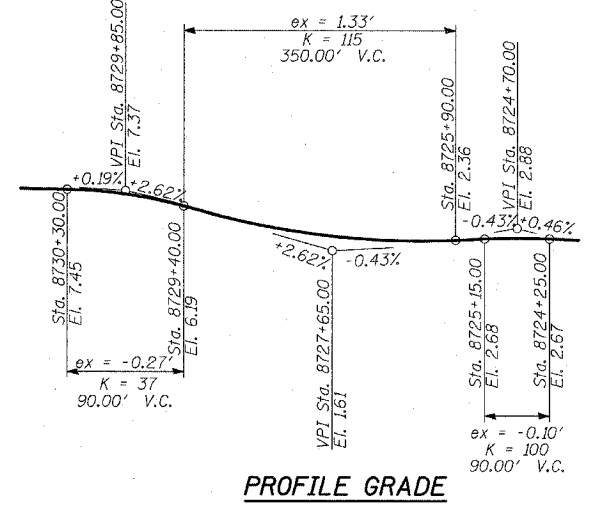 ex = 1.33'
K = 115
350.00' V.C.
VPI Sta. 8729+85.00
El. 7.37
Sta. 8725+90.00
El. 2.36
VPI Sta. 8724+70.00
El. 2.88
+0.19%
+2.62%
-0.43%
+0.46%
+2.62%
-0.43%
Sta. 8730+30.00
El. 7.45
Sta. 8729+40.00
El. 6.19
VPI Sta. 8727+65.00
El. 1.61
Sta. 8725+15.00
El. 2.68
Sta. 8724+25.00
El. 2.67
ex = -0.27'
K = 37
90.00' V.C.
ex = -0.10'
K = 100
90.00' V.C.
PROFILE GRADE